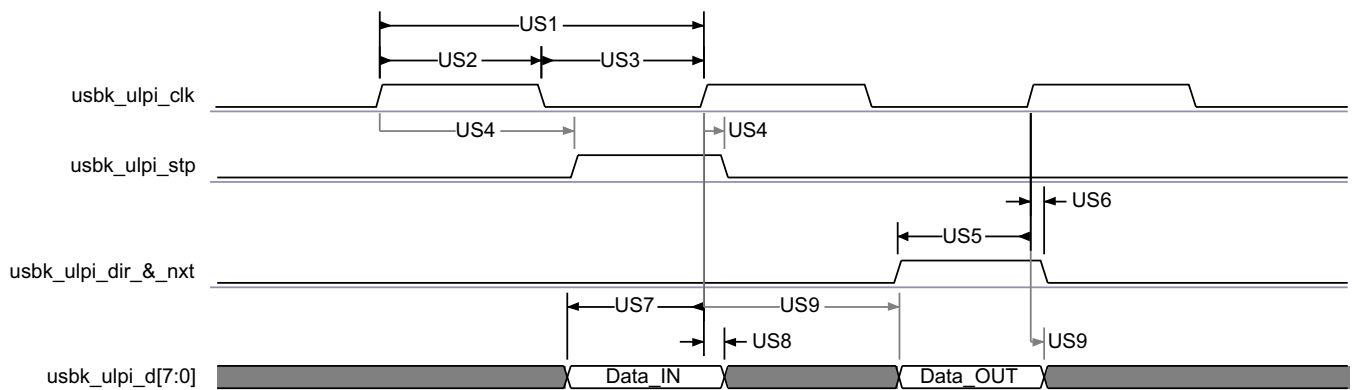 US1
US2 US3
usbk_ulpi_clk
US4 US4
usbk_ulpi_stp
US6
US5
usbk_ulpi_dir_&_nxt
US7 US9
US8 US9
usbk_ulpi_d[7:0] Data_IN Data_OUT